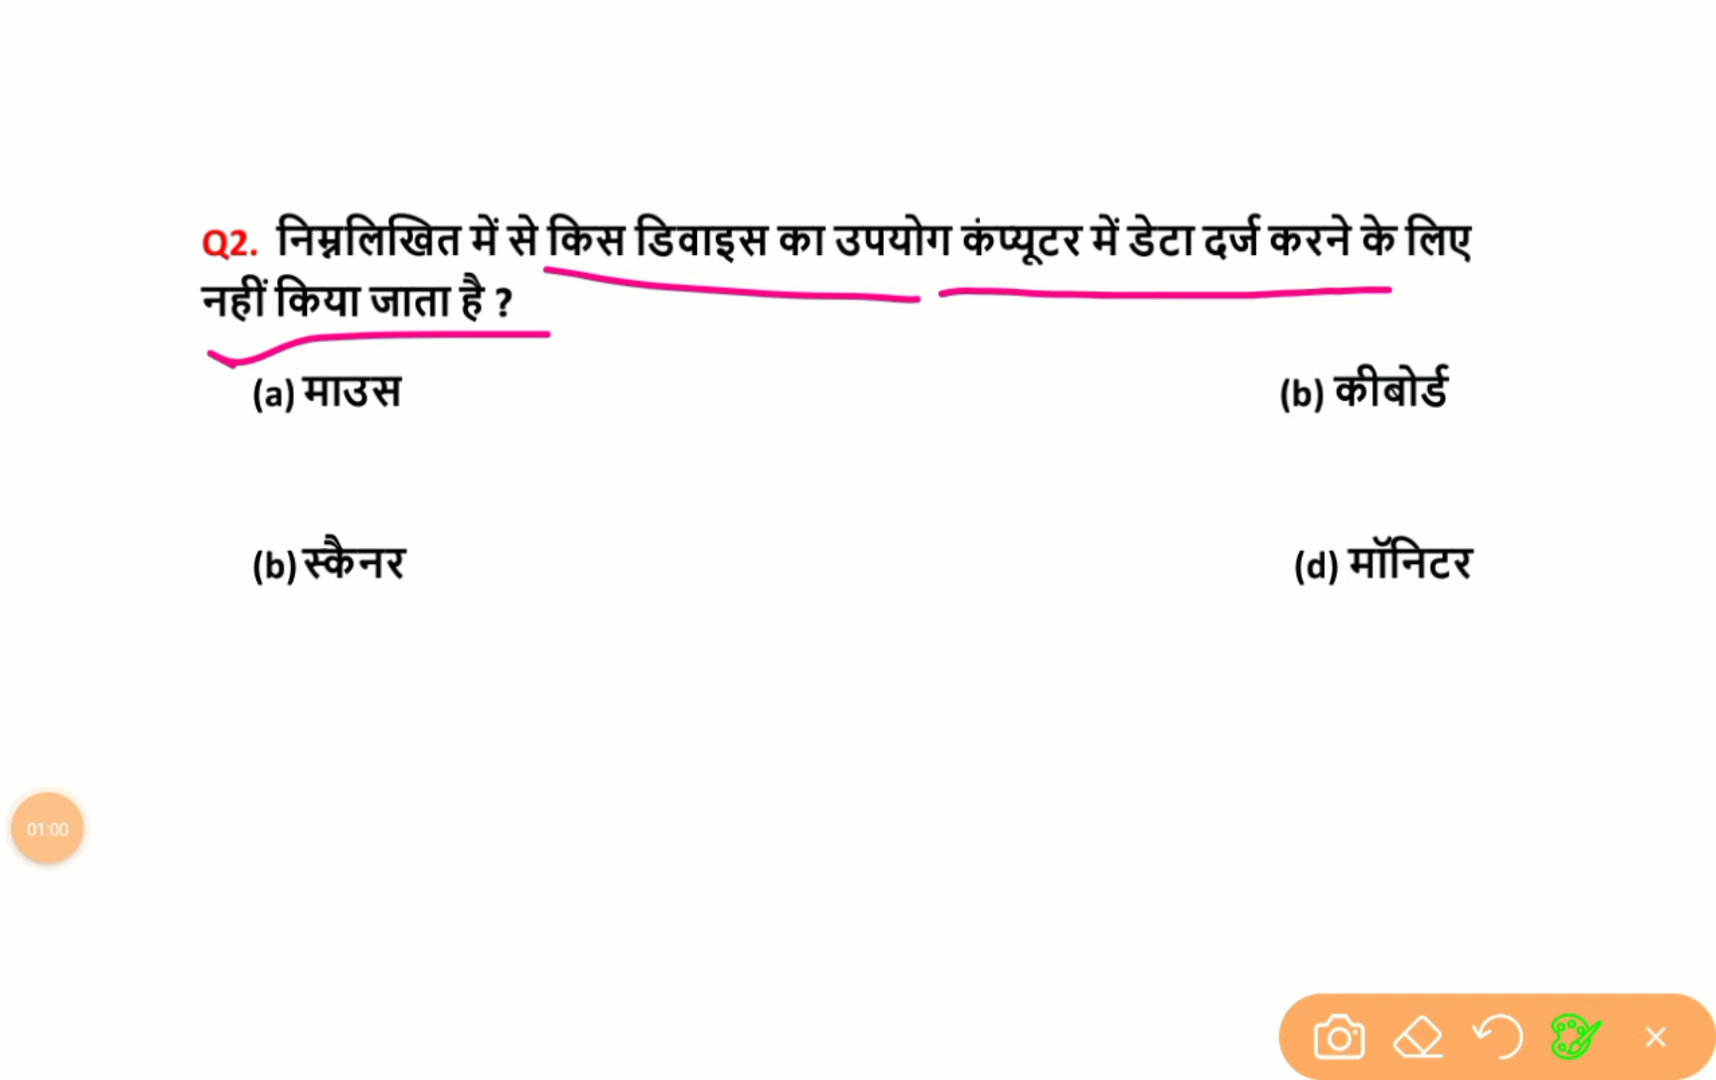 Q2. निम्नलिखित में से किस डिवाइस का उपयोग कंप्यूटर में डेटा दर्ज करने के लिए
नहीं किया जाता है ?
(a) माउस
(b) कीबोर्ड
(b) स्कैनर
(d) मॉनिटर
01:00